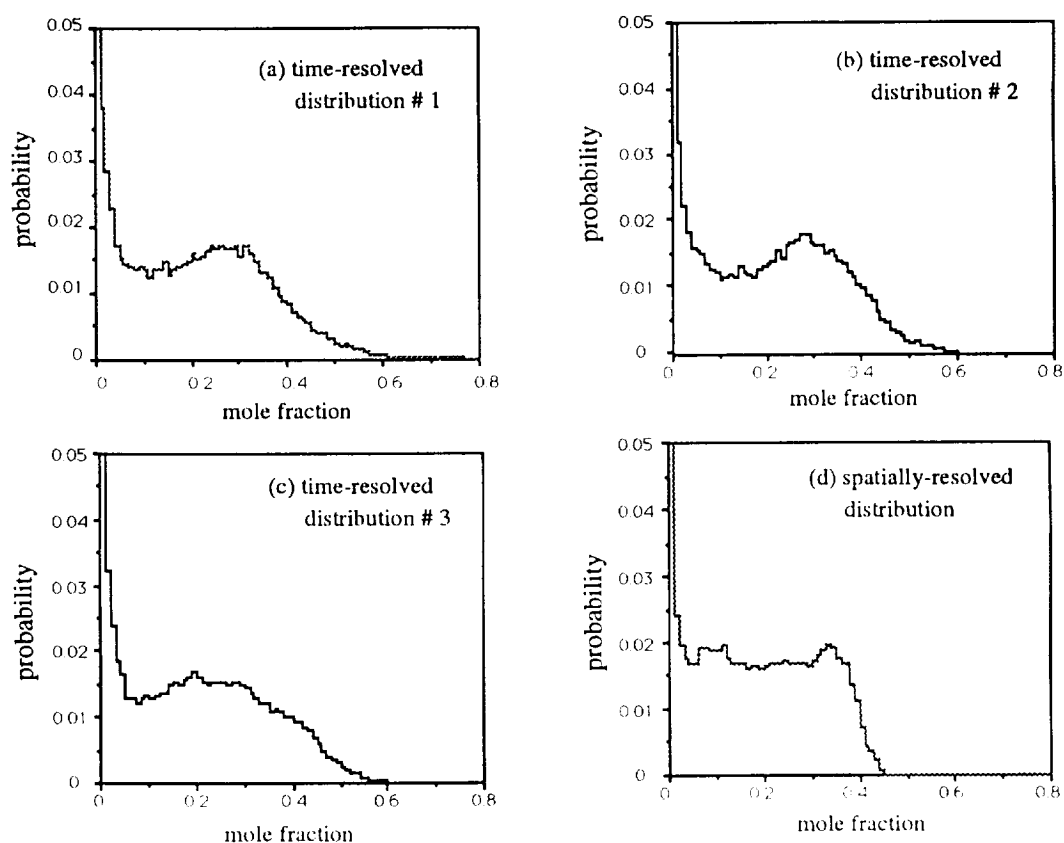 0.05
0.04
0.03
0.02
0.01
0
probability
(a) time-resolved
distribution # 1
0
0.2
0.4
0.6
0.8
mole fraction
0.05
0.04
0.03
0.02
0.01
0
probability
(b) time-resolved
distribution # 2
0
0.2
0.4
0.6
0.8
mole fraction
0.05
0.04
0.03
0.02
0.01
0
probability
(c) time-resolved
distribution # 3
0
0.2
0.4
0.6
0.8
mole fraction
0.05
0.04
0.03
0.02
0.01
0
probability
(d) spatially-resolved
distribution
0
0.2
0.4
0.6
0.8
mole fraction